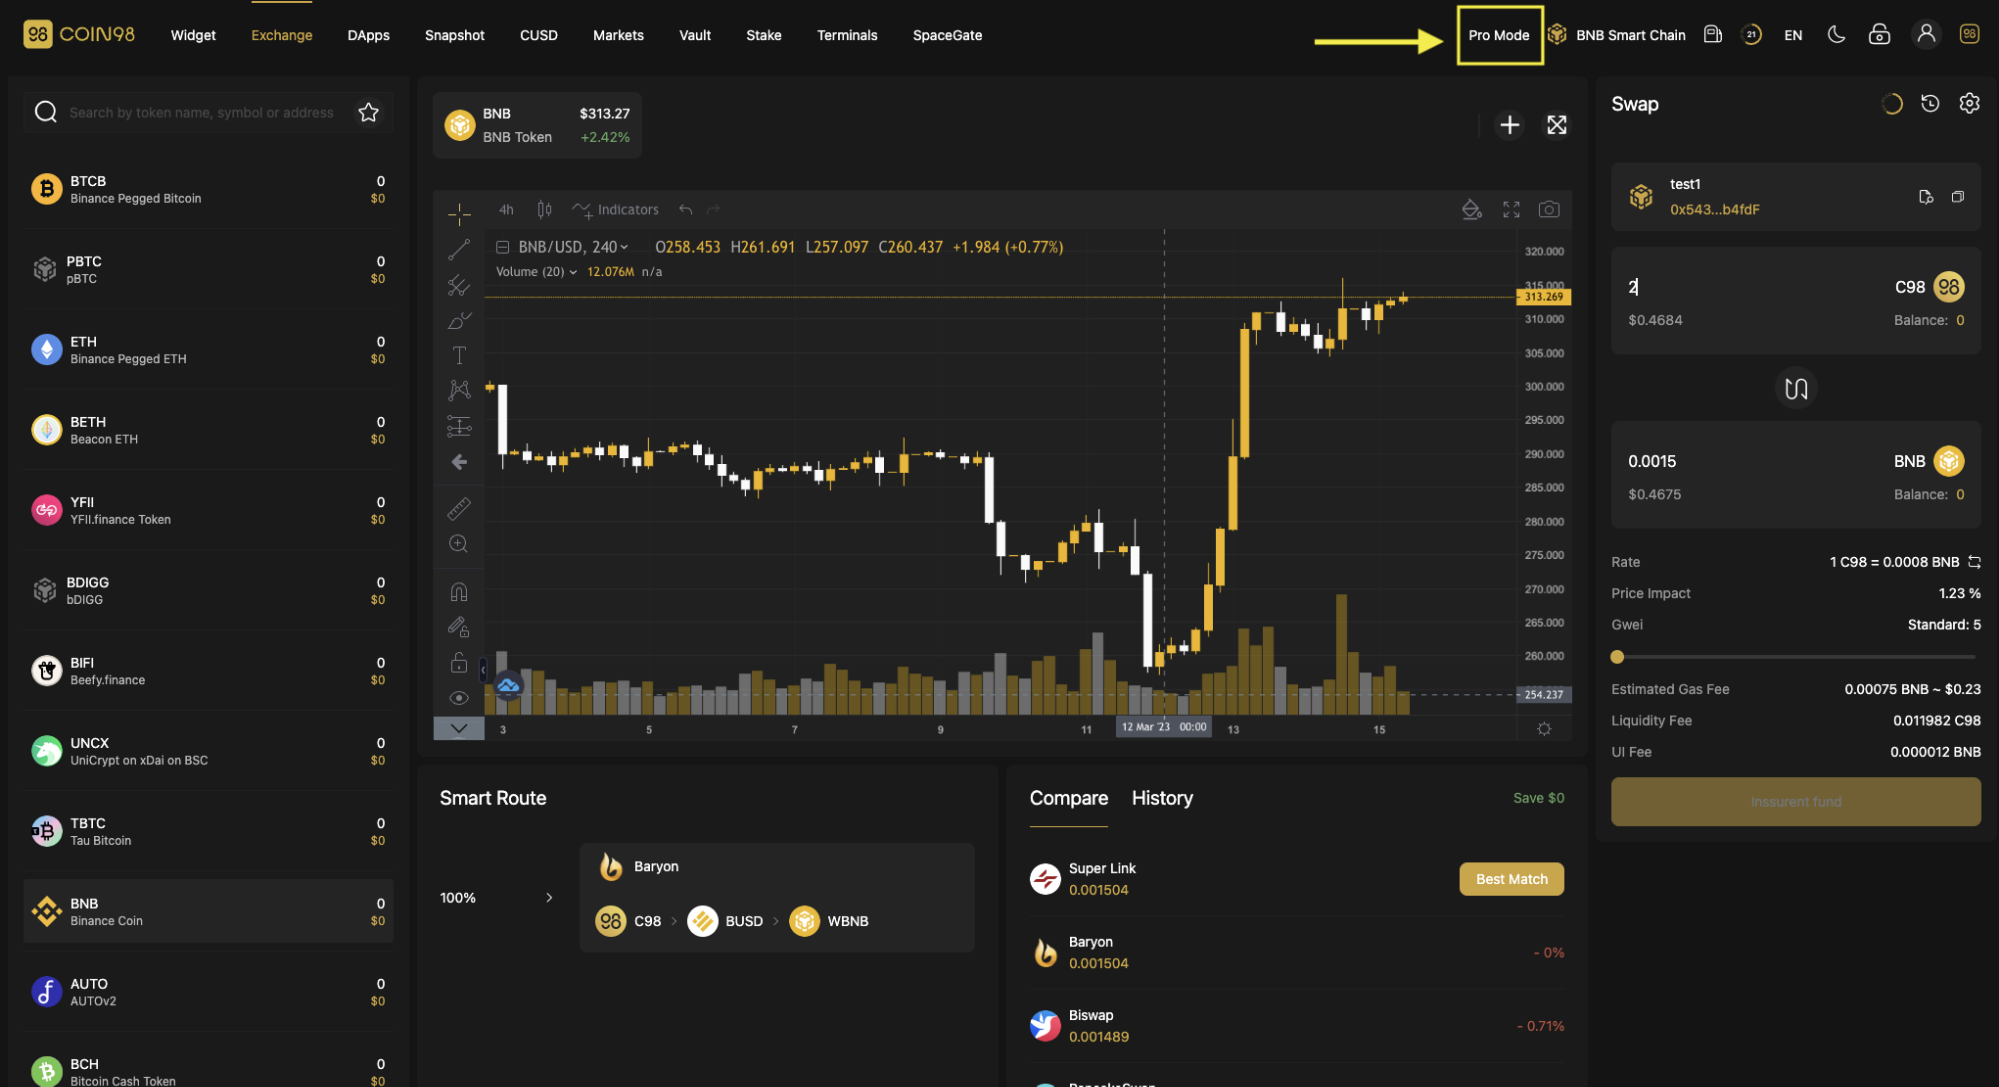 98 COIN98 Widget Exchange DApps Snapshot CUSD Markets Vault Stake Terminals SpaceGate Pro Mode BNB Smart Chain 21 EN 98
Search by token name, symbol or address
BTCB 0
Binance Pegged Bitcoin $0
PBTC 0
pBTC $0
ETH 0
Binance Pegged ETH $0
BETH 0
Beacon ETH $0
YFII 0
YFII.finance Token $0
BDIGG 0
bDIGG $0
BIFI 0
Beefy.finance $0
UNCX 0
UniCrypt on xDai on BSC $0
TBTC 0
Tau Bitcoin $0
BNB 0
Binance Coin $0
AUTO 0
AUTOv2 $0
BCH 0
Bitcoin Cash Token $0
BNB $313.27
BNB Token +2.42%
4h Indicators
BNB/USD, 240 O258.453 H261.691 L257.097 C260.437 +1.984 (+0.77%)
Volume (20) 12.076M n/a
320.000
315.000
313.269
310.000
305.000
300.000
295.000
290.000
285.000
280.000
275.000
270.000
265.000
260.000
254.237
3 5 7 9 11 12 Mar '23 00:00 13 15
Smart Route
100%
Baryon
98 C98 BUSD WBNB
Compare History Save $0
Super Link
0.001504
Best Match
Baryon
0.001504
- 0%
Biswap
0.001489
- 0.71%
Swap
test1
0x543...b4fdF
2 C98 98
$0.4684 Balance: 0
0.0015 BNB
$0.4675 Balance: 0
Rate 1 C98 = 0.0008 BNB
Price Impact 1.23 %
Gwei Standard: 5
Estimated Gas Fee 0.00075 BNB ~ $0.23
Liquidity Fee 0.011982 C98
UI Fee 0.000012 BNB
Inssurent fund